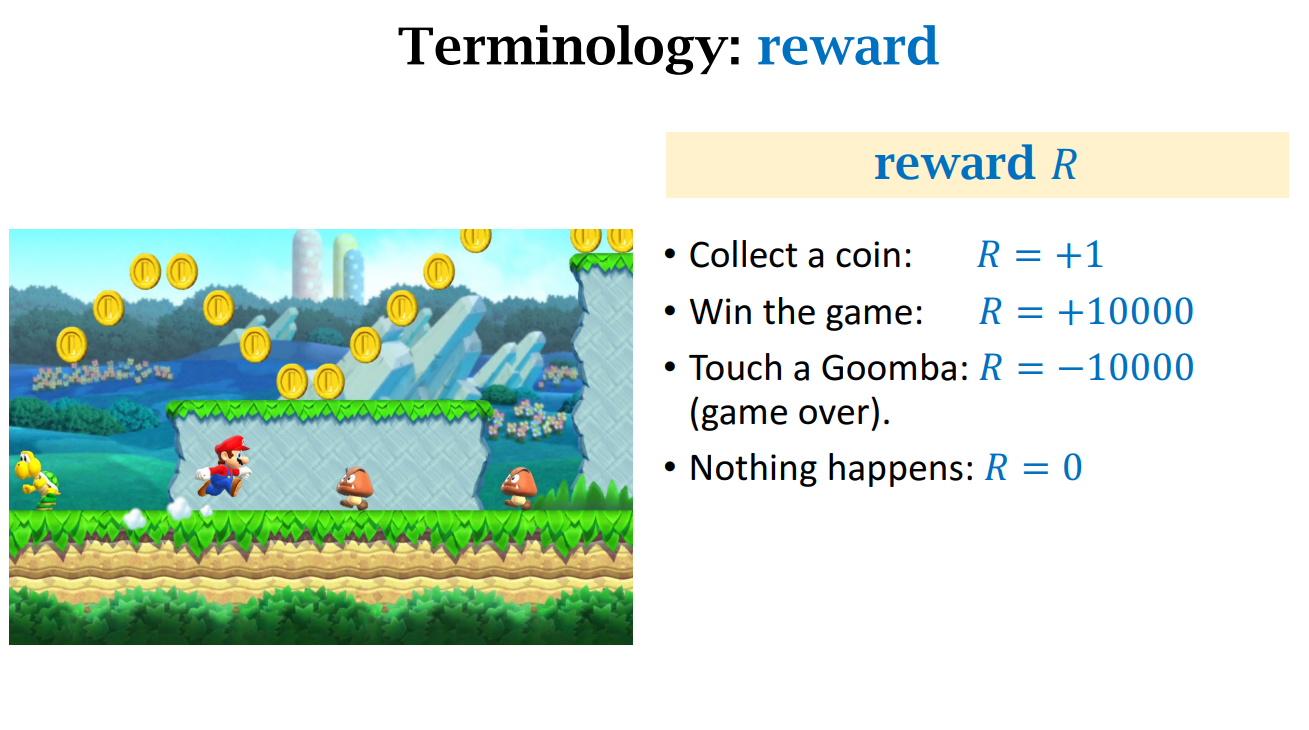 Terminology: reward
reward R
• Collect a coin: R = +1
• Win the game: R = +10000
• Touch a Goomba: R = −10000
(game over).
• Nothing happens: R = 0